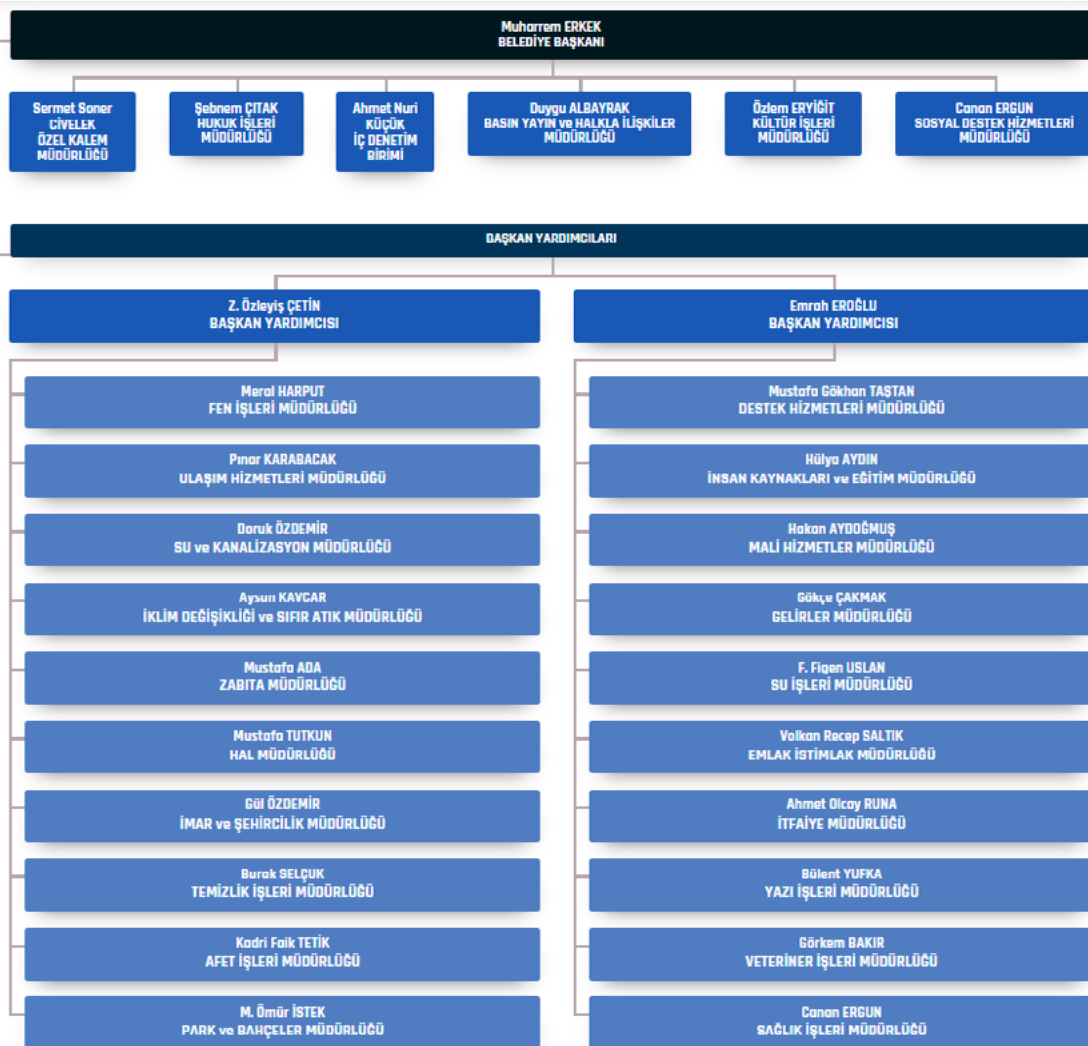 Muharrem ERKEK
BELEDİYE BAŞKANI
Sermet Soner
CİVELEK
ÖZEL KALEM
MÜDÜRLÜĞÜ
Şebnem ÇITAK
HUKUK İŞLERİ
MÜDÜRLÜĞÜ
Ahmet Nuri
KÜÇÜK
İÇ DENETİM
BİRİMİ
Duygu ALBAYRAK
BASIN YAYIN ve HALKLA İLİŞKİLER
MÜDÜRLÜĞÜ
Özlem ERYİĞİT
KÜLTÜR İŞLERİ
MÜDÜRLÜĞÜ
Canan ERGUN
SOSYAL DESTEK HİZMETLERİ
MÜDÜRLÜĞÜ
BAŞKAN YARDIMCILARI
Z. Özleyiş ÇETİN
BAŞKAN YARDIMCISI
Meral HARPUT
FEN İŞLERİ MÜDÜRLÜĞÜ
Pınar KARABACAK
ULAŞIM HİZMETLERİ MÜDÜRLÜĞÜ
Doruk ÖZDEMİR
SU ve KANALİZASYON MÜDÜRLÜĞÜ
Aysun KAVCAR
İKLİM DEĞİŞİKLİĞİ ve SIFIR ATIK MÜDÜRLÜĞÜ
Mustafa ADA
ZABITA MÜDÜRLÜĞÜ
Mustafa TUTKUN
HAL MÜDÜRLÜĞÜ
Gül ÖZDEMİR
İMAR ve ŞEHİRCİLİK MÜDÜRLÜĞÜ
Burak SELÇUK
TEMİZLİK İŞLERİ MÜDÜRLÜĞÜ
Kadri Faik TETİK
AFET İŞLERİ MÜDÜRLÜĞÜ
M. Ömür İSTEK
PARK ve BAHÇELER MÜDÜRLÜĞÜ
Emrah EROĞLU
BAŞKAN YARDIMCISI
Mustafa Gökhan TAŞTAN
DESTEK HİZMETLERİ MÜDÜRLÜĞÜ
Hülya AYDIN
İNSAN KAYNAKLARI ve EĞİTİM MÜDÜRLÜĞÜ
Hakan AYDOĞMUŞ
MALİ HİZMETLER MÜDÜRLÜĞÜ
Gökçe ÇAKMAK
GELİRLER MÜDÜRLÜĞÜ
F. Figen USLAN
SU İŞLERİ MÜDÜRLÜĞÜ
Volkan Recep SALTIK
EMLAK İSTİMLAK MÜDÜRLÜĞÜ
Ahmet Olcay RUNA
İTFAİYE MÜDÜRLÜĞÜ
Bülent YUFKA
YAZI İŞLERİ MÜDÜRLÜĞÜ
Görkem BAKIR
VETERİNER İŞLERİ MÜDÜRLÜĞÜ
Canan ERGUN
SAĞLIK İŞLERİ MÜDÜRLÜĞÜ